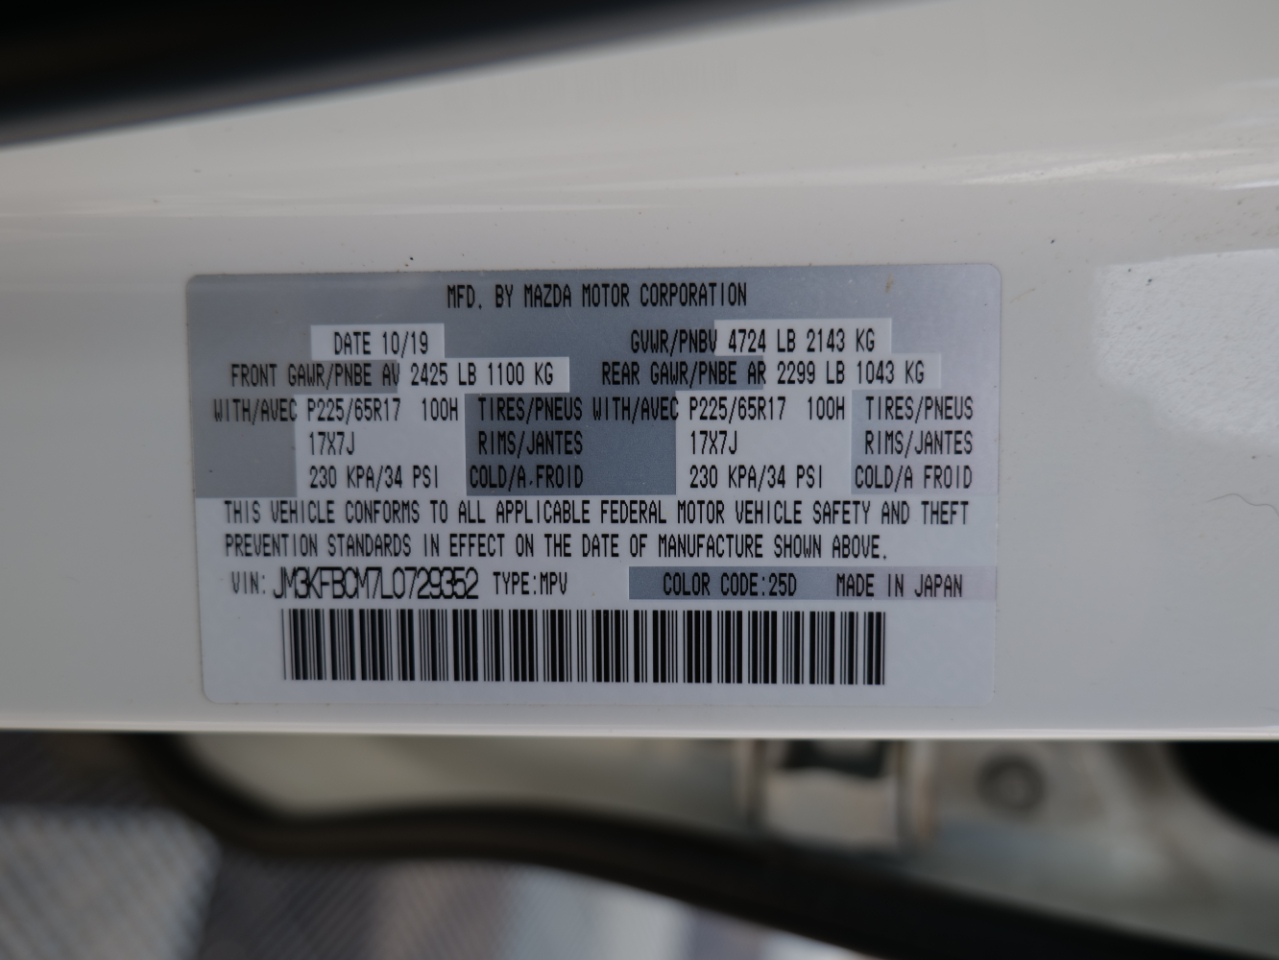 MFD. BY MAZDA MOTOR CORPORATION
DATE 10/19 GVWR/PNBV 4724 LB 2143 KG
FRONT GAWR/PNBE AV 2425 LB 1100 KG REAR GAWR/PNBE AR 2299 LB 1043 KG
WITH/AVEC P225/65R17 100H TIRES/PNEUS WITH/AVEC P225/65R17 100H TIRES/PNEUS
17X7J RIMS/JANTES 17X7J RIMS/JANTES
230 KPA/34 PSI COLD/A.FROID 230 KPA/34 PSI COLD/A FROID
THIS VEHICLE CONFORMS TO ALL APPLICABLE FEDERAL MOTOR VEHICLE SAFETY AND THEFT
PREVENTION STANDARDS IN EFFECT ON THE DATE OF MANUFACTURE SHOWN ABOVE.
VIN: JM3KFBCM7L0729352 TYPE:MPV COLOR CODE:25D MADE IN JAPAN